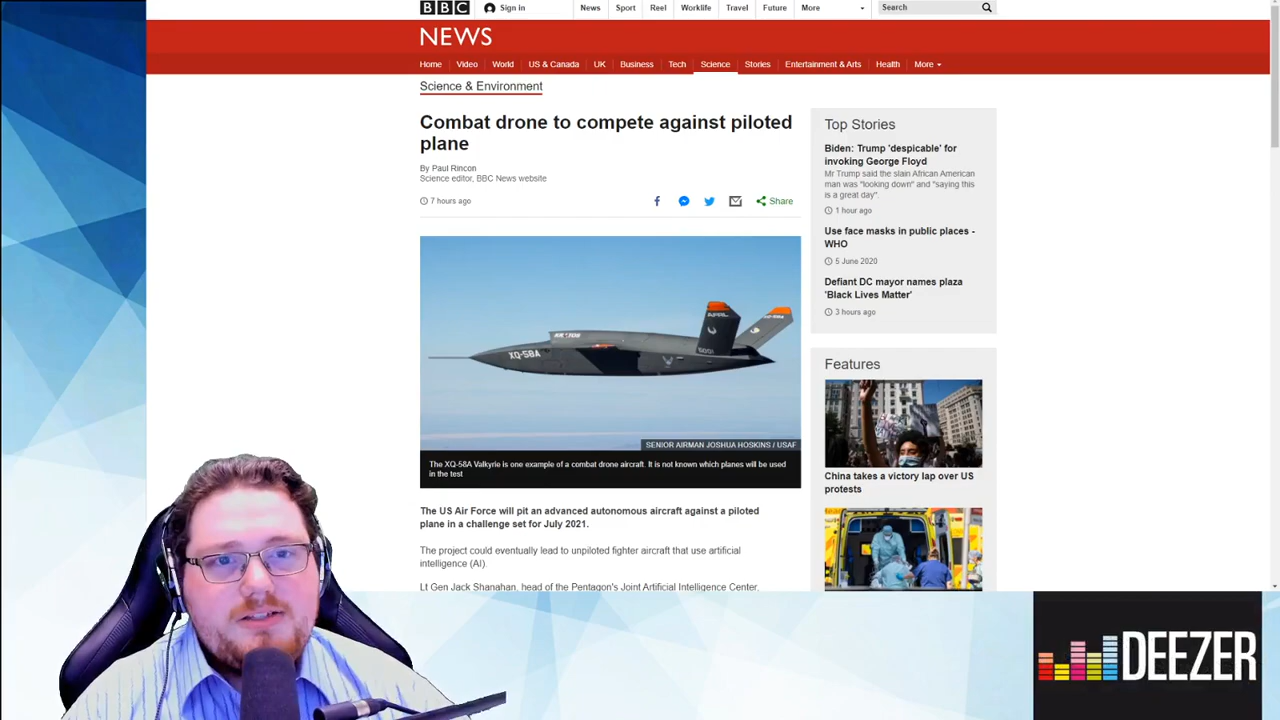 BBC Sign in News Sport Reel Worklife Travel Future More Search
NEWS
Home Video World US & Canada UK Business Tech Science Stories Entertainment & Arts Health More
Science & Environment
Combat drone to compete against piloted
plane
By Paul Rincon
Science editor, BBC News website
7 hours ago
Share
XQ-58A
SENIOR AIRMAN JOSHUA HOSKINS / USAF
The XQ-58A Valkyrie is one example of a combat drone aircraft. It is not known which planes will be used
in the test
The US Air Force will pit an advanced autonomous aircraft against a piloted
plane in a challenge set for July 2021.
The project could eventually lead to unpiloted fighter aircraft that use artificial
intelligence (AI).
Lt Gen Jack Shanahan, head of the Pentagon's Joint Artificial Intelligence Center,
Top Stories
Biden: Trump 'despicable' for
invoking George Floyd
Mr Trump said the slain African American
man was "looking down" and "saying this
is a great day".
1 hour ago
Use face masks in public places -
WHO
5 June 2020
Defiant DC mayor names plaza
'Black Lives Matter'
3 hours ago
Features
China takes a victory lap over US
protests
DEEZER